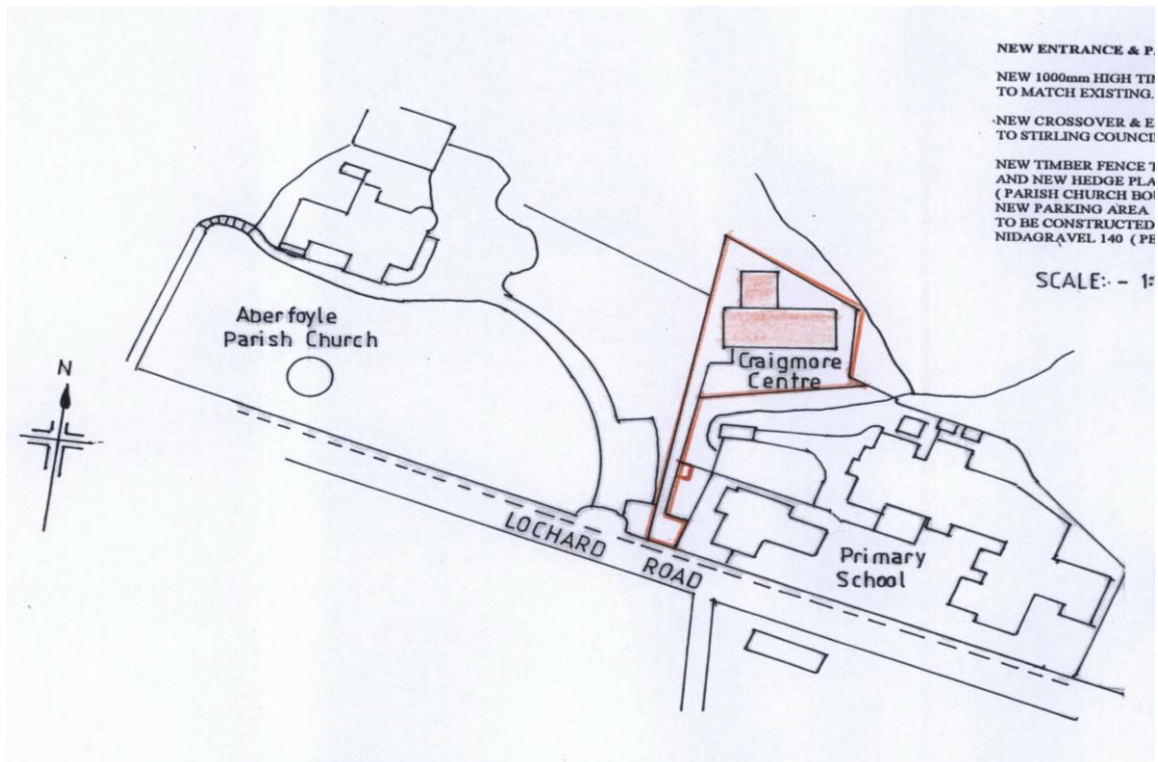 NEW ENTRANCE & P
NEW 1000mm HIGH TI
TO MATCH EXISTING.
NEW CROSSOVER & E
TO STIRLING COUNCI
NEW TIMBER FENCE T
AND NEW HEDGE PLA
( PARISH CHURCH BO
NEW PARKING AREA
TO BE CONSTRUCTED
NIDAGRAVEL 140 ( PE
SCALE:- 1:
Aberfoyle
Parish Church
N
Craigmore
Centre
LOCHARD
ROAD
Primary
School